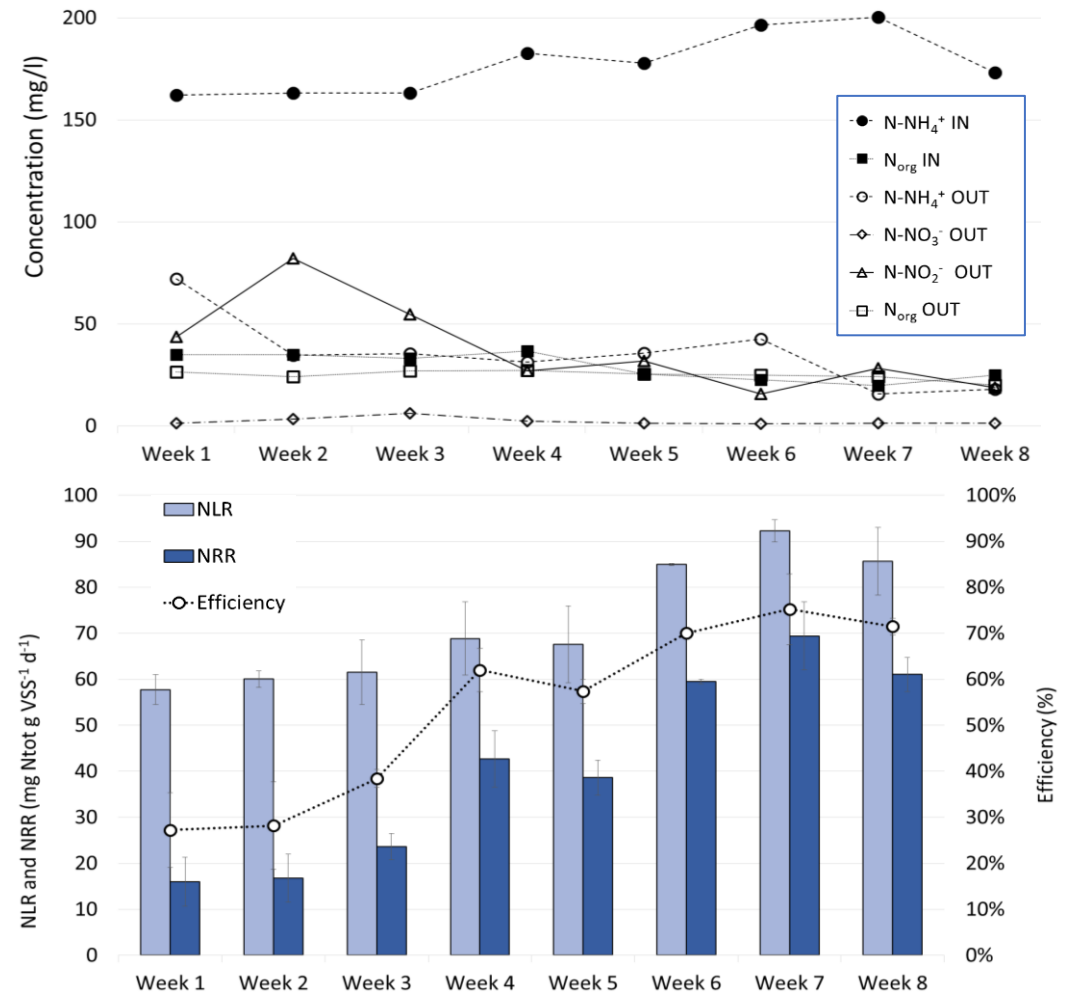 200
150
100
50
0
Concentration (mg/l)
N-NH₄⁺ IN
Norg IN
N-NH₄⁺ OUT
N-NO₃⁻ OUT
N-NO₂⁻ OUT
Norg OUT
Week 1 Week 2 Week 3 Week 4 Week 5 Week 6 Week 7 Week 8
100
90
80
70
60
50
40
30
20
10
0
NLR and NRR (mg Ntot g VSS⁻¹ d⁻¹)
NLR
NRR
Efficiency
100%
90%
80%
70%
60%
50%
40%
30%
20%
10%
0%
Efficiency (%)
Week 1 Week 2 Week 3 Week 4 Week 5 Week 6 Week 7 Week 8